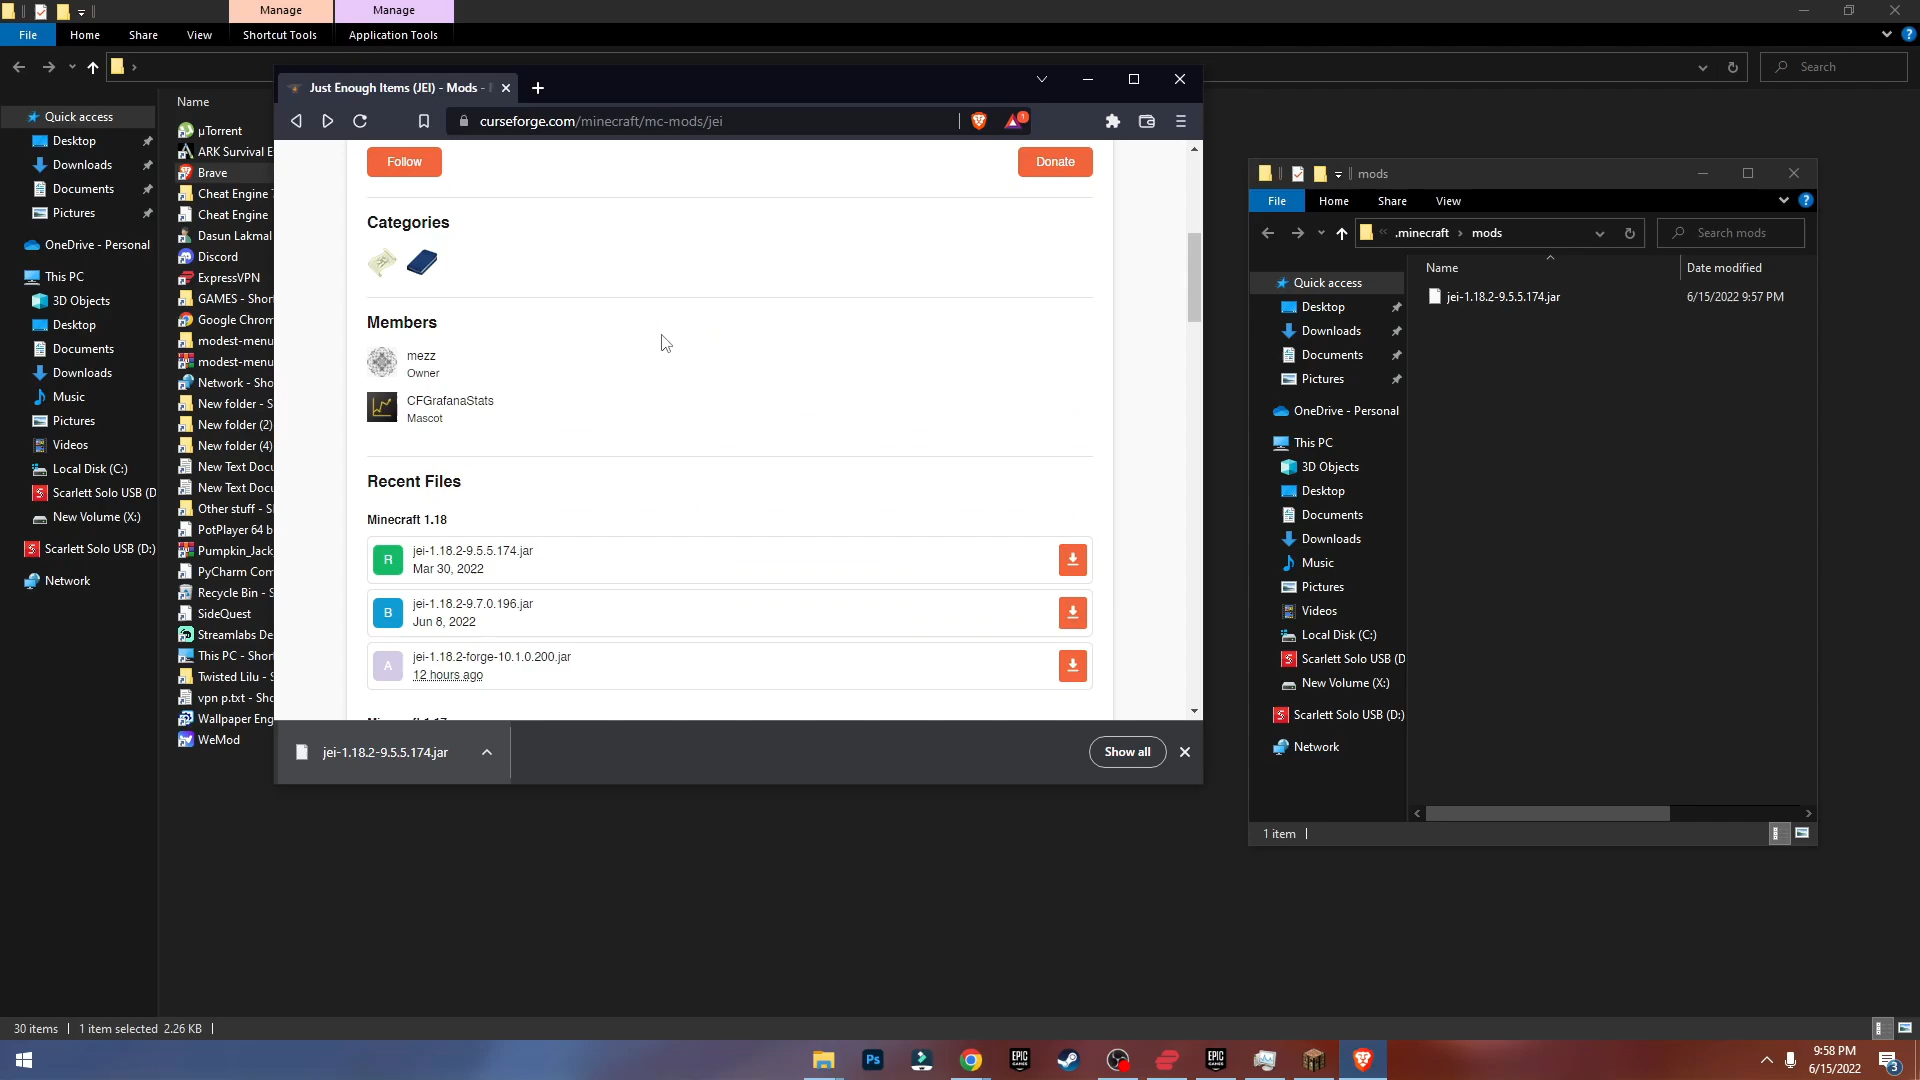 Manage
Manage
File
Home
Share
View
Shortcut Tools
Application Tools
Search
Quick access
Desktop
Downloads
Documents
Pictures
OneDrive - Personal
This PC
3D Objects
Desktop
Documents
Downloads
Music
Pictures
Videos
Local Disk (C:)
Scarlett Solo USB (D
New Volume (X:)
Scarlett Solo USB (D:)
Network
Name
µTorrent
ARK Survival E
Brave
Cheat Engine 7
Cheat Engine
Dasun Lakmal
Discord
ExpressVPN
GAMES - Shor
Google Chrom
modest-menu
modest-menu
Network - Sho
New folder - S
New folder (2)
New folder (4)
New Text Docu
New Text Docu
Other stuff - S
PotPlayer 64 b
Pumpkin_Jack
PyCharm Com
Recycle Bin - S
SideQuest
Streamlabs De
This PC - Short
Twisted Lilu - S
vpn p.txt - Sho
Wallpaper Eng
WeMod
Just Enough Items (JEI) - Mods -
curseforge.com/minecraft/mc-mods/jei
1
Follow
Donate
Categories
Members
mezz
Owner
CFGrafanaStats
Mascot
Recent Files
Minecraft 1.18
R
jei-1.18.2-9.5.5.174.jar
Mar 30, 2022
B
jei-1.18.2-9.7.0.196.jar
Jun 8, 2022
A
jei-1.18.2-forge-10.1.0.200.jar
12 hours ago
Minecraft 1.17
jei-1.18.2-9.5.5.174.jar
Show all
mods
File
Home
Share
View
.minecraft
mods
Search mods
Quick access
Desktop
Downloads
Documents
Pictures
OneDrive - Personal
This PC
3D Objects
Desktop
Documents
Downloads
Music
Pictures
Videos
Local Disk (C:)
Scarlett Solo USB (D
New Volume (X:)
Scarlett Solo USB (D:)
Network
Name
Date modified
jei-1.18.2-9.5.5.174.jar
6/15/2022 9:57 PM
1 item
30 items
1 item selected 2.26 KB
Ps
EPIC GAMES
EPIC GAMES
9:58 PM
6/15/2022
3